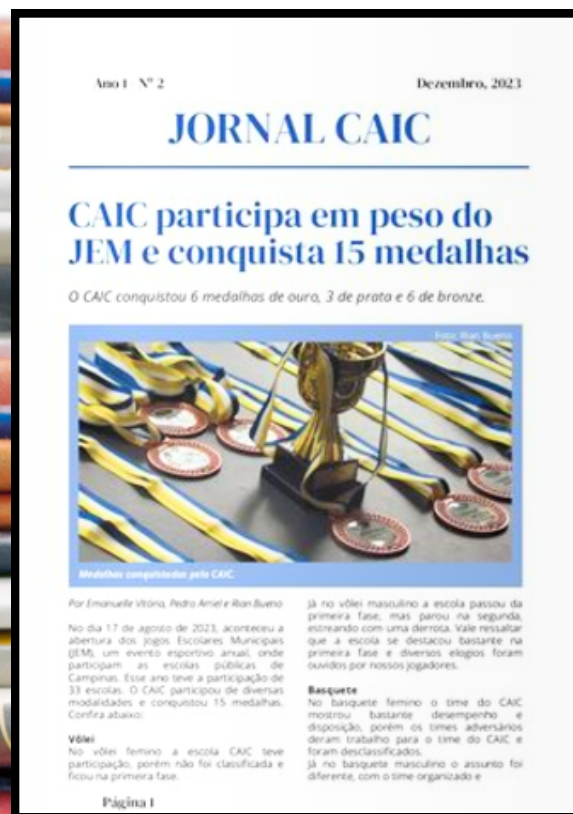 Ano 1 - Nº 2
Dezembro, 2023
JORNAL CAIC
CAIC participa em peso do
JEM e conquista 15 medalhas
O CAIC conquistou 6 medalhas de ouro, 3 de prata e 6 de bronze.
Foto: Rian Bueno
Medalhas conquistadas pelo CAIC.
Por Emanuelle Vitória, Pedro Arriel e Rian Bueno
No dia 17 de agosto de 2023, aconteceu a
abertura dos Jogos Escolares Municipais
(JEM), um evento esportivo anual, onde
participam as escolas públicas de
Campinas. Esse ano teve a participação de
33 escolas. O CAIC participou de diversas
modalidades e conquistou 15 medalhas.
Confira abaixo:
Vôlei
No vôlei femino a escola CAIC teve
participação, porém não foi classificada e
ficou na primeira fase.
Já no vôlei masculino a escola passou da
primeira fase, mas parou na segunda,
estreando com uma derrota. Vale ressaltar
que a escola se destacou bastante na
primeira fase e diversos elogios foram
ouvidos por nossos jogadores.
Basquete
No basquete femino o time do CAIC
mostrou bastante desempenho e
disposição, porém os times adversários
deram trabalho para o time do CAIC e
foram desclassificados.
Já no basquete masculino o assunto foi
diferente, com o time organizado e
Página 1